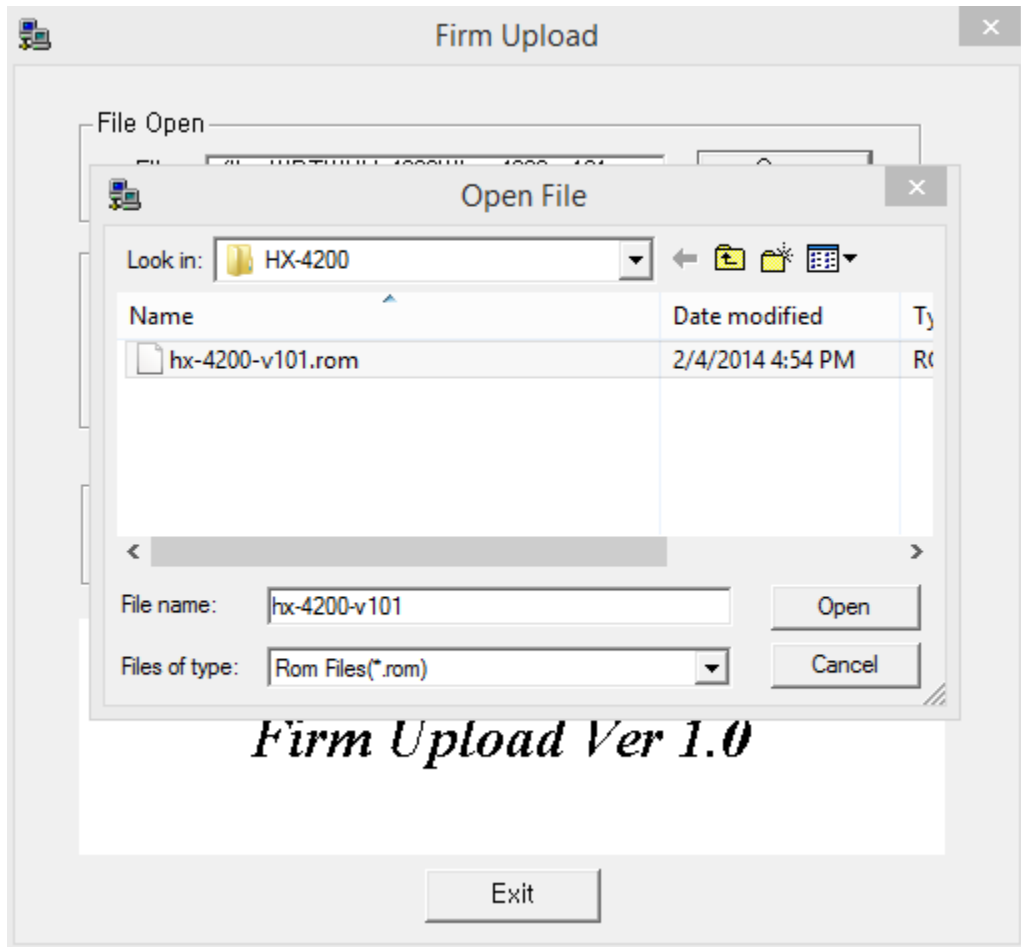 Firm Upload
File Open
Open File
Look in: HX-4200
Name Date modified Ty
hx-4200-v101.rom 2/4/2014 4:54 PM
File name: hx-4200-v101 Open
Files of type: Rom Files(*.rom) Cancel
Firm Upload Ver 1.0
Exit